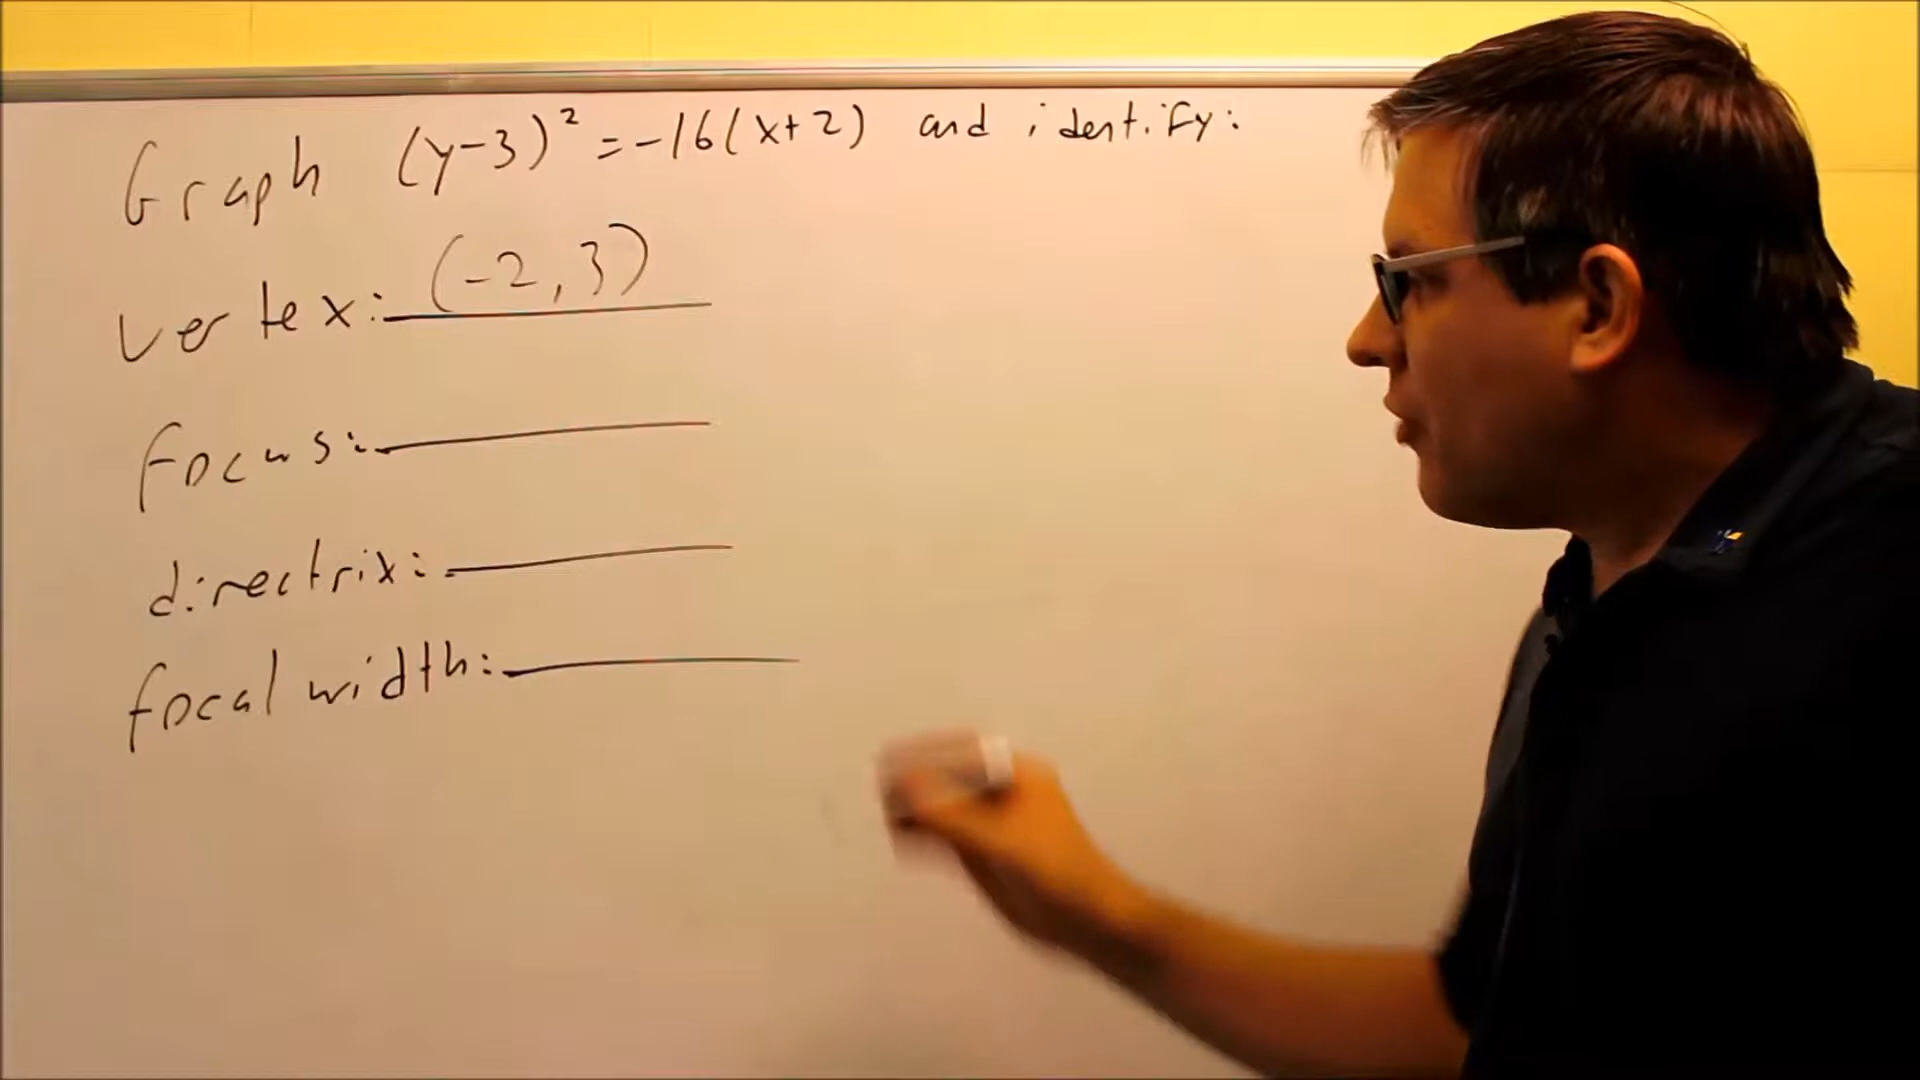 Graph (y-3)² = -16(x+2) and identify:
vertex: (-2,3)
focus:
directrix:
focal width: